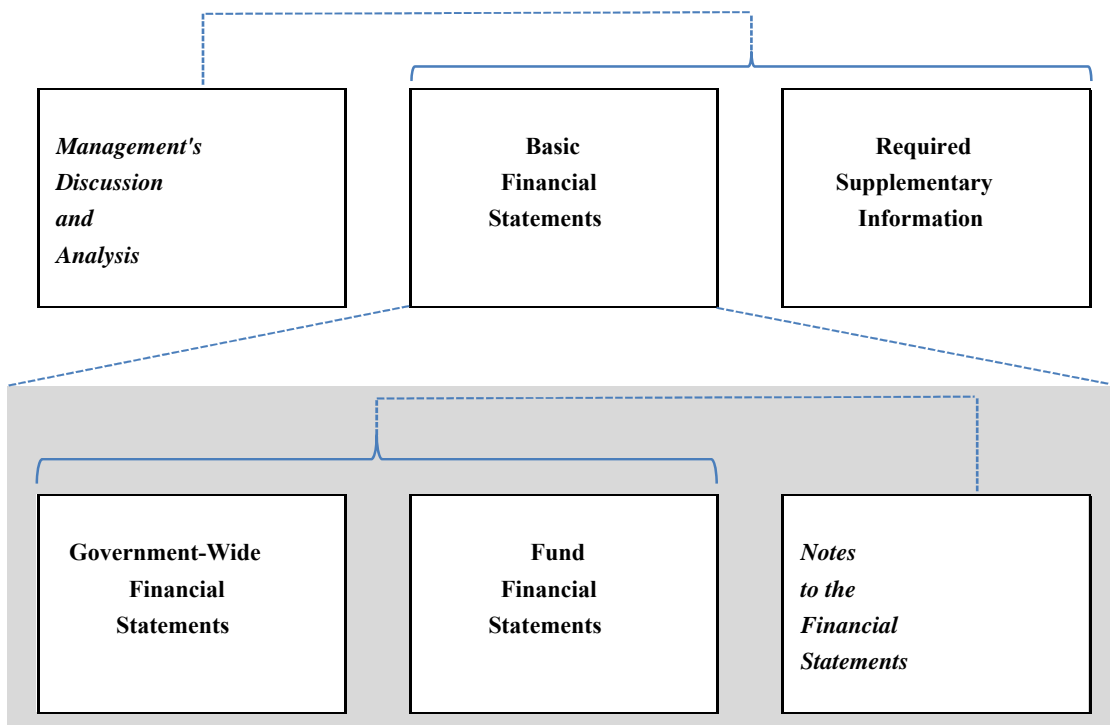 Management's
Discussion
and
Analysis
Basic
Financial
Statements
Required
Supplementary
Information
Government-Wide
Financial
Statements
Fund
Financial
Statements
Notes
to the
Financial
Statements